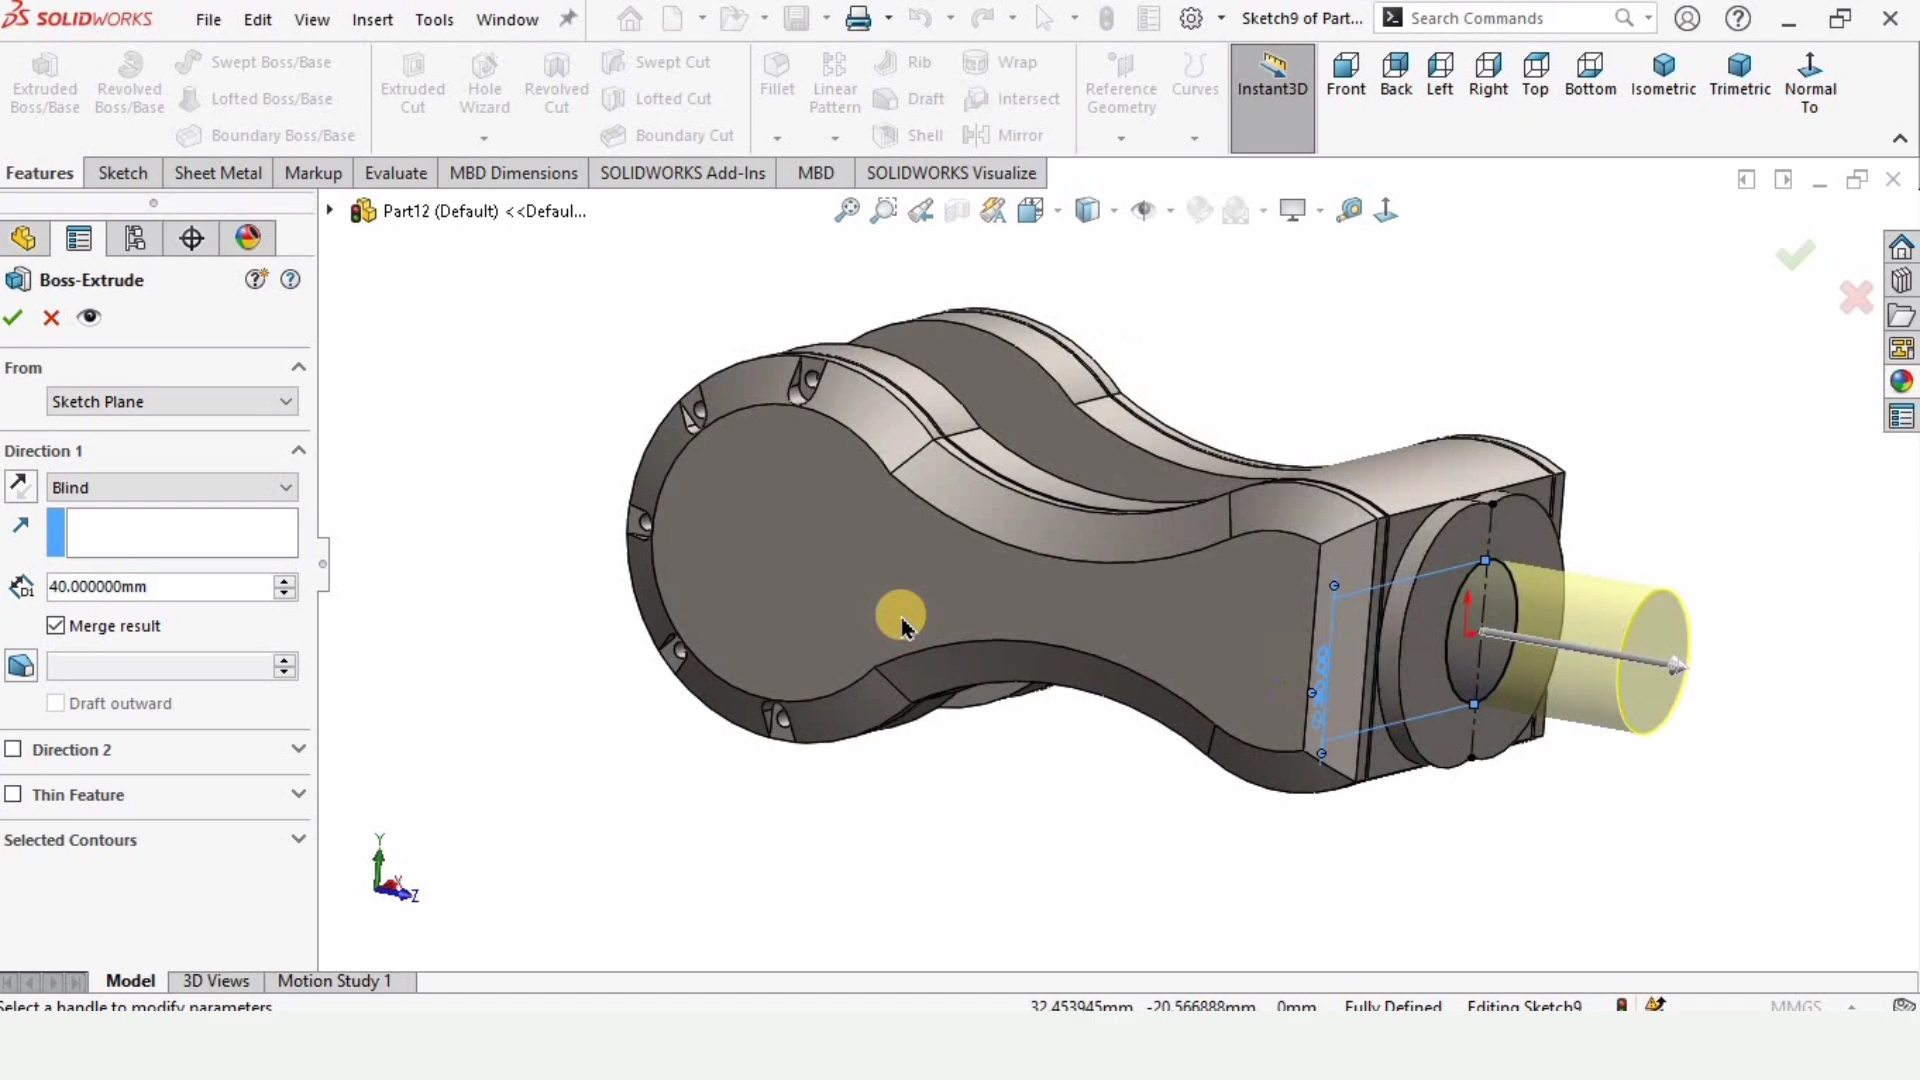 SOLIDWORKS File Edit View Insert Tools Window Sketch9 of Part... Search Commands
Extruded Boss/Base
Revolved Boss/Base
Swept Boss/Base
Lofted Boss/Base
Boundary Boss/Base
Extruded Cut
Hole Wizard
Revolved Cut
Swept Cut
Lofted Cut
Boundary Cut
Fillet
Linear Pattern
Rib
Draft
Shell
Wrap
Intersect
Mirror
Reference Geometry
Curves
Instant3D
Front
Back
Left
Right
Top
Bottom
Isometric
Trimetric
Normal To
Features Sketch Sheet Metal Markup Evaluate MBD Dimensions SOLIDWORKS Add-Ins MBD SOLIDWORKS Visualize
Part12 (Default) <<Defaul...
Boss-Extrude
From
Sketch Plane
Direction 1
Blind
40.000000mm
Merge result
Draft outward
Direction 2
Thin Feature
Selected Contours
Y
X
Z
Model 3D Views Motion Study 1
Select a handle to modify parameters
32.453945mm -20.566888mm 0mm Fully Defined Editing Sketch9 MMGS